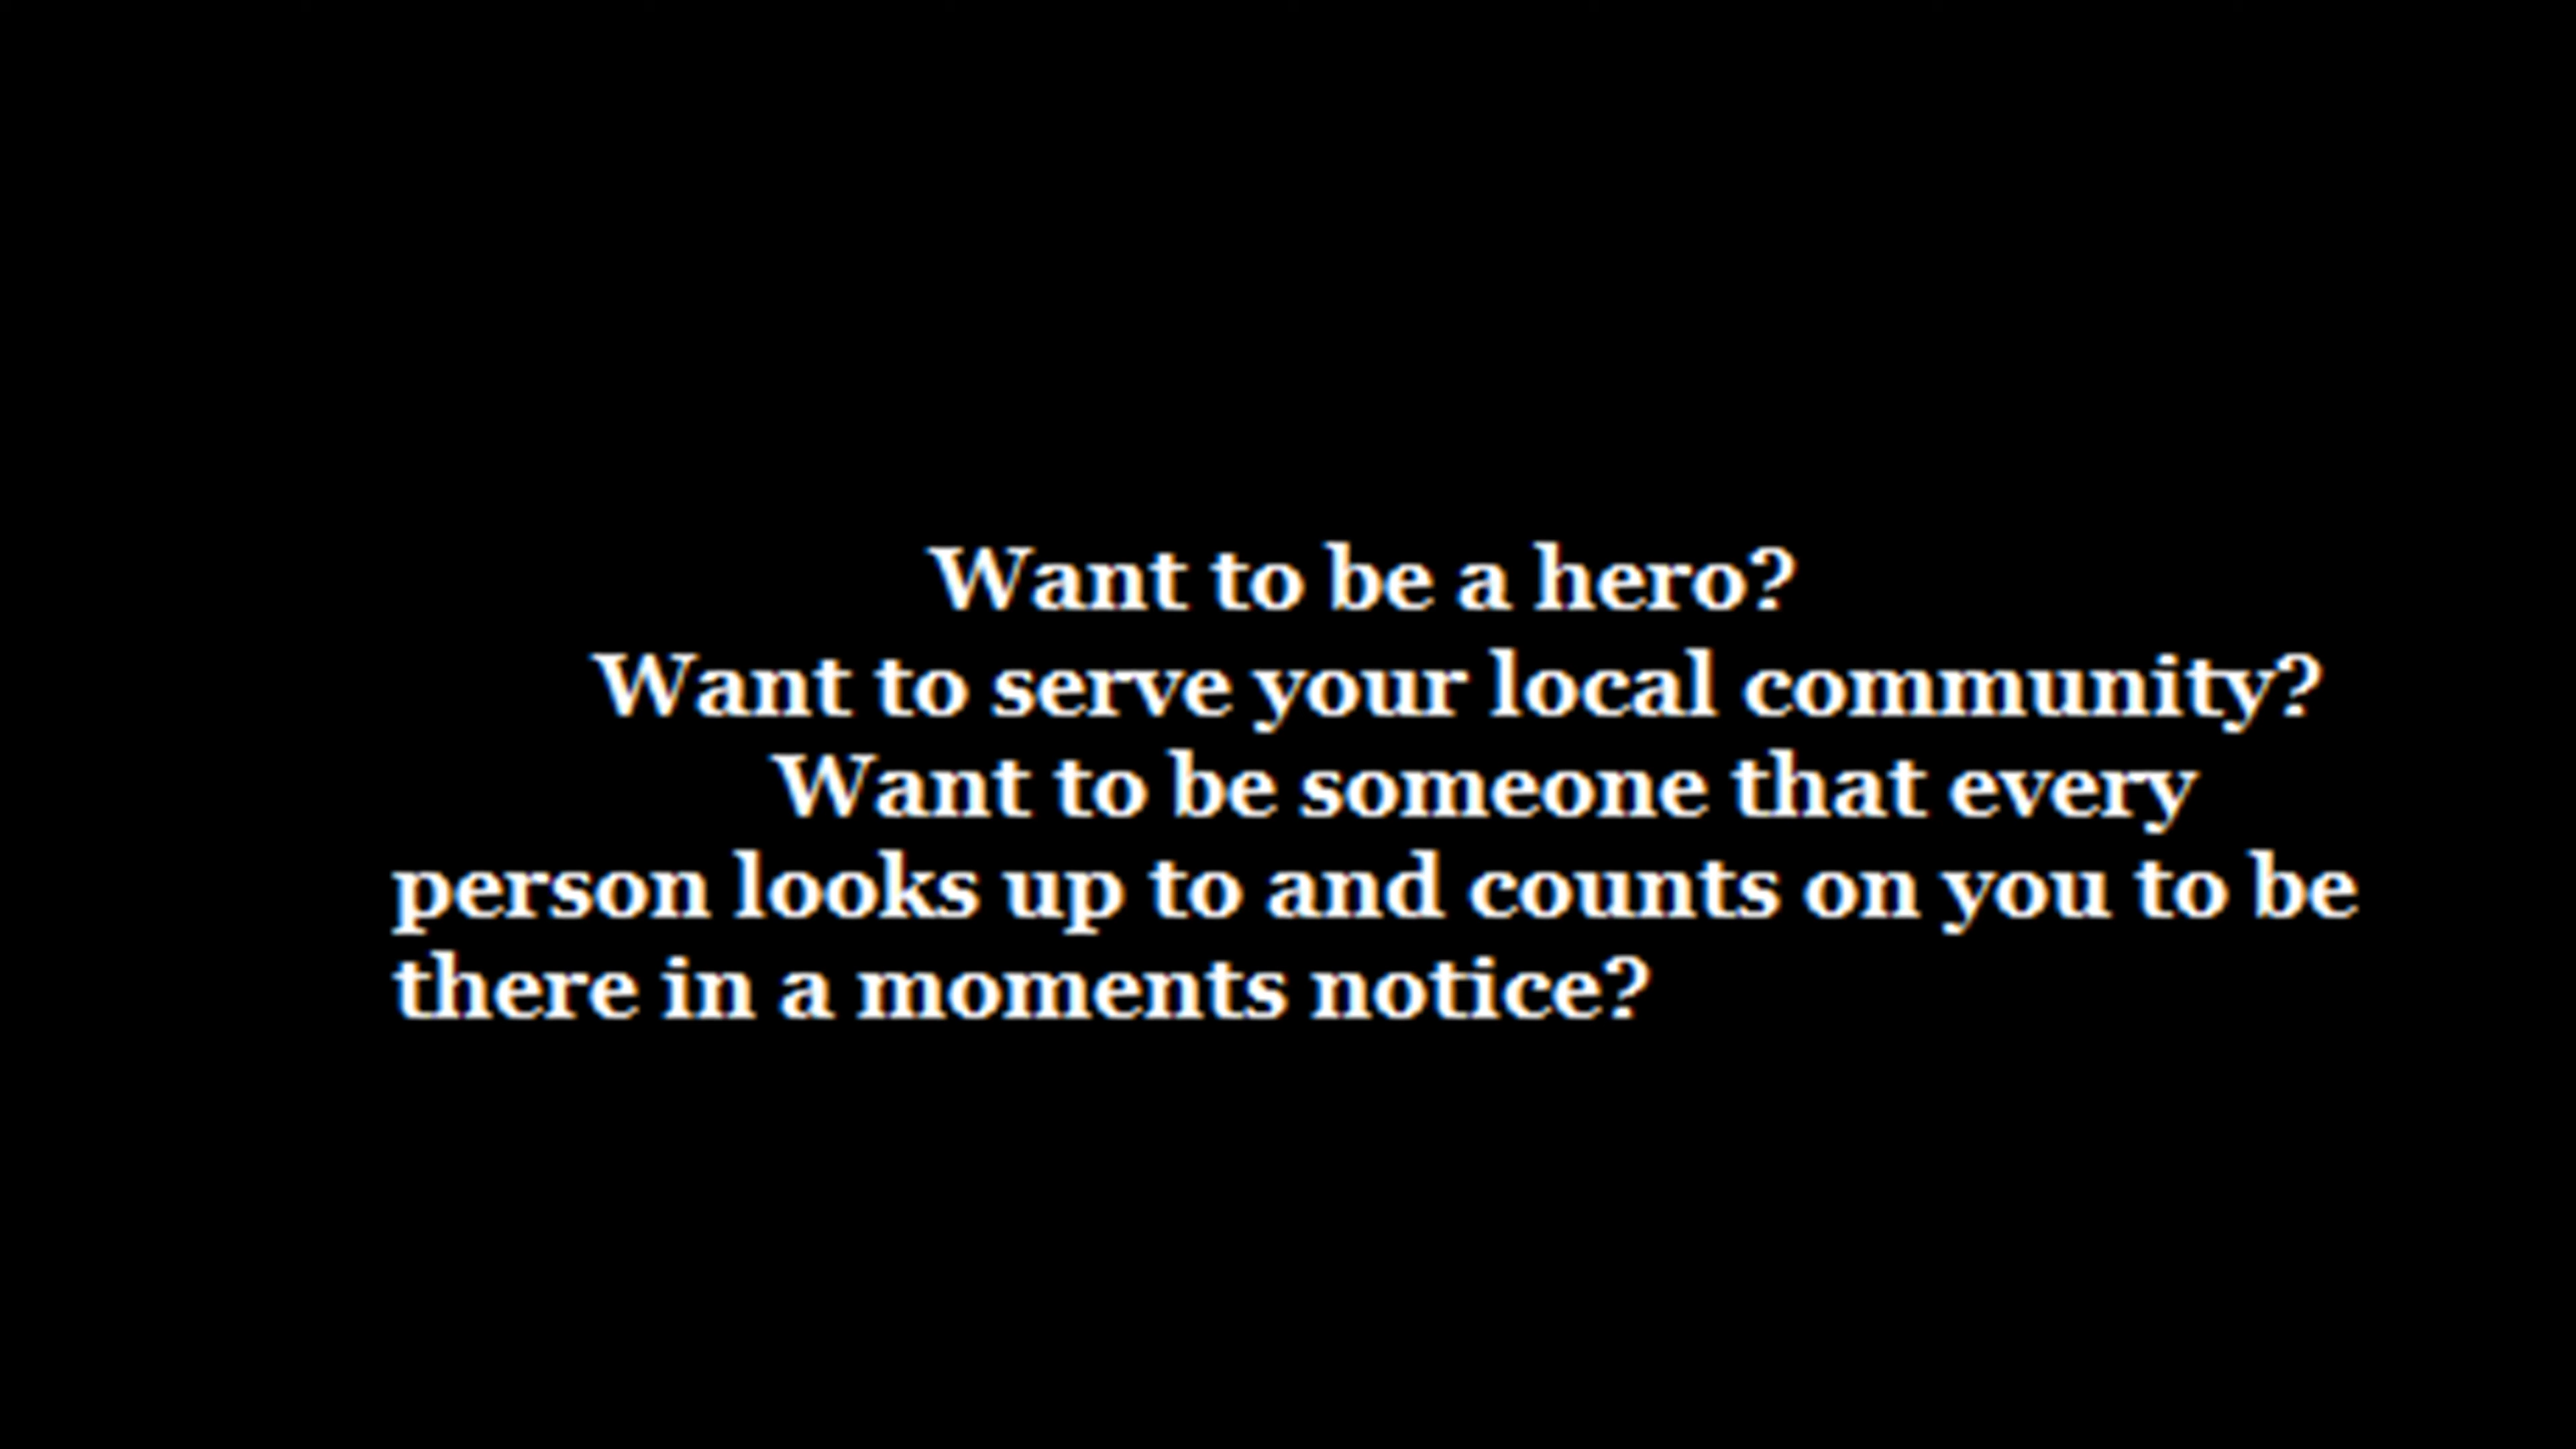 Want to be a hero?
Want to serve your local community?
Want to be someone that every
person looks up to and counts on you to be
there in a moments notice?